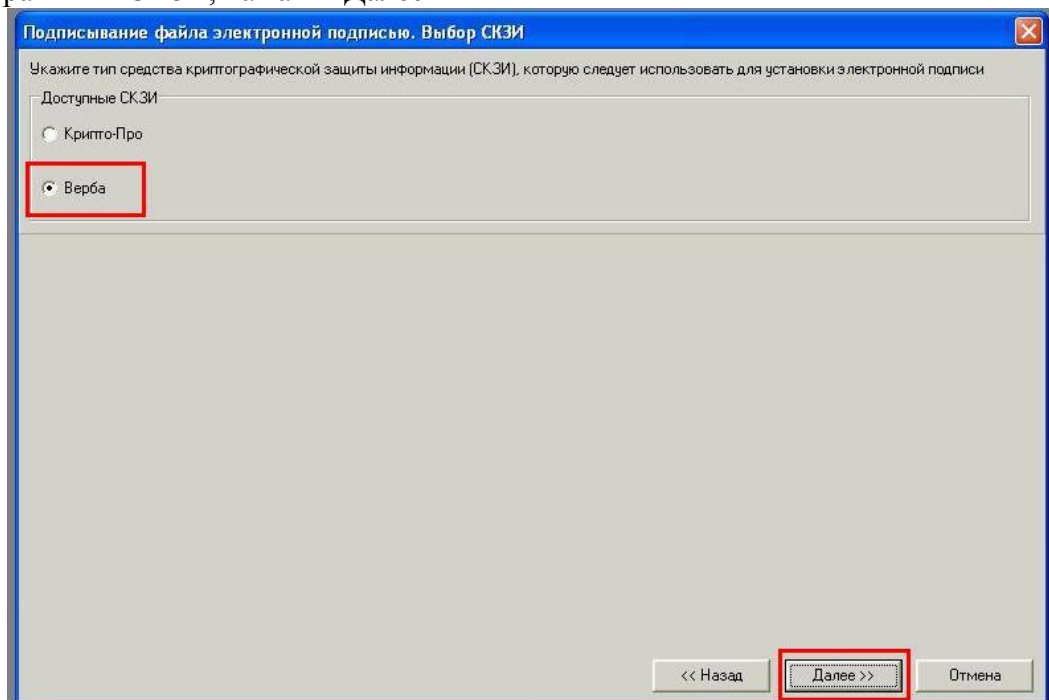 Подписывание файла электронной подписью. Выбор СКЗИ
Укажите тип средства криптографической защиты информации (СКЗИ), которую следует использовать для установки электронной подписи
Доступные СКЗИ
Крипто-Про
Верба
<< Назад
Далее >>
Отмена